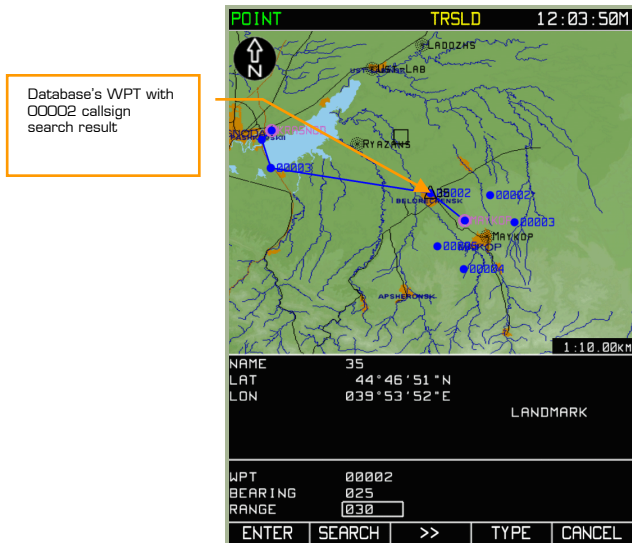 POINT TRSLD 12:03:50M
LADOZHS
N
UST-LAB
Database's WPT with
00002 callsign
search result
RYAZANS
00003
00002
00002
BELORECHENSK
00003
MAYKOP
00004
APSHERONSK
1:10.00KM
NAME 35
LAT 44°46'51"N
LON 039°53'52"E
LANDMARK
WPT 00002
BEARING 025
RANGE 030
ENTER SEARCH >> TYPE CANCEL